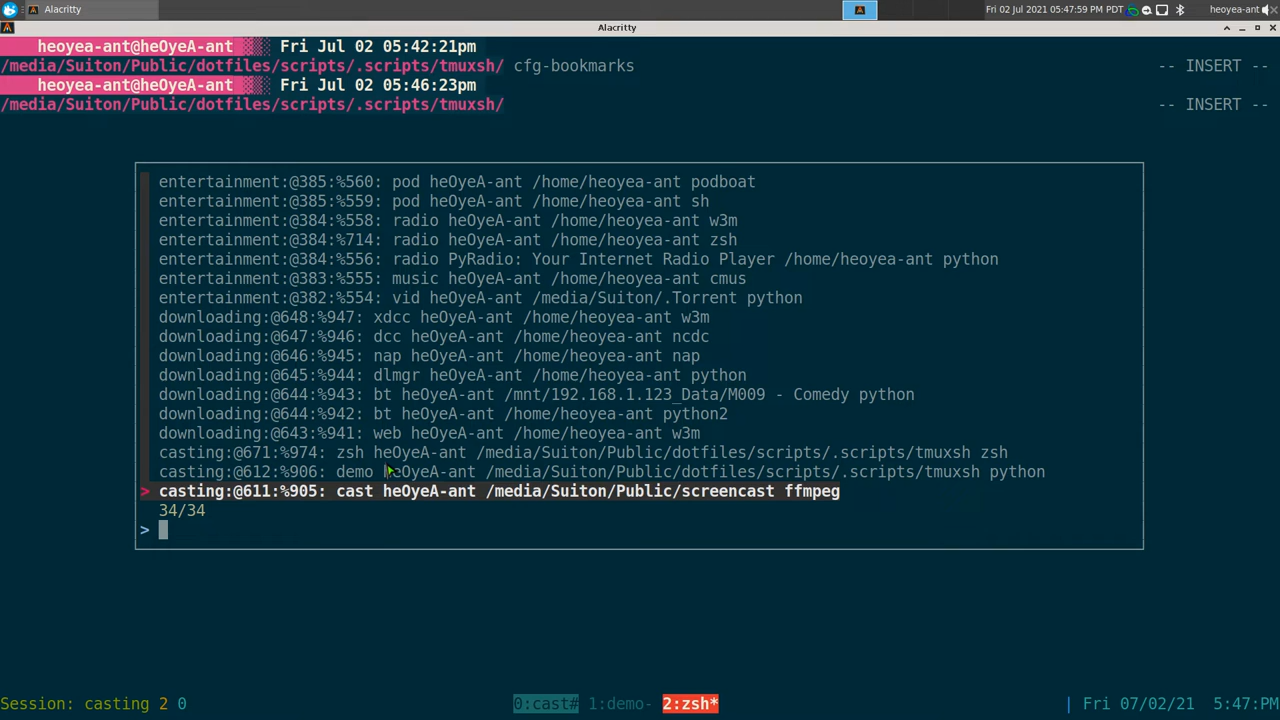 Alacritty
Fri 02 Jul 2021 05:47:59 PM PDT
heoyea-ant
Alacritty
heoyea-ant@heOyeA-ant Fri Jul 02 05:42:21pm
/media/Suiton/Public/dotfiles/scripts/.scripts/tmuxsh/ cfg-bookmarks -- INSERT --
heoyea-ant@heOyeA-ant Fri Jul 02 05:46:23pm
/media/Suiton/Public/dotfiles/scripts/.scripts/tmuxsh/ -- INSERT --
entertainment:@385:%560: pod heOyeA-ant /home/heoyea-ant podboat
entertainment:@385:%559: pod heOyeA-ant /home/heoyea-ant sh
entertainment:@384:%558: radio heOyeA-ant /home/heoyea-ant w3m
entertainment:@384:%714: radio heOyeA-ant /home/heoyea-ant zsh
entertainment:@384:%556: radio PyRadio: Your Internet Radio Player /home/heoyea-ant python
entertainment:@383:%555: music heOyeA-ant /home/heoyea-ant cmus
entertainment:@382:%554: vid heOyeA-ant /media/Suiton/.Torrent python
downloading:@648:%947: xdcc heOyeA-ant /home/heoyea-ant w3m
downloading:@647:%946: dcc heOyeA-ant /home/heoyea-ant ncdc
downloading:@646:%945: nap heOyeA-ant /home/heoyea-ant nap
downloading:@645:%944: dlmgr heOyeA-ant /home/heoyea-ant python
downloading:@644:%943: bt heOyeA-ant /mnt/192.168.1.123_Data/M009 - Comedy python
downloading:@644:%942: bt heOyeA-ant /home/heoyea-ant python2
downloading:@643:%941: web heOyeA-ant /home/heoyea-ant w3m
casting:@671:%974: zsh heOyeA-ant /media/Suiton/Public/dotfiles/scripts/.scripts/tmuxsh zsh
casting:@612:%906: demo heOyeA-ant /media/Suiton/Public/dotfiles/scripts/.scripts/tmuxsh python
> casting:@611:%905: cast heOyeA-ant /media/Suiton/Public/screencast ffmpeg
34/34
>
Session: casting 2 0 0:cast# 1:demo- 2:zsh* | Fri 07/02/21 5:47:PM